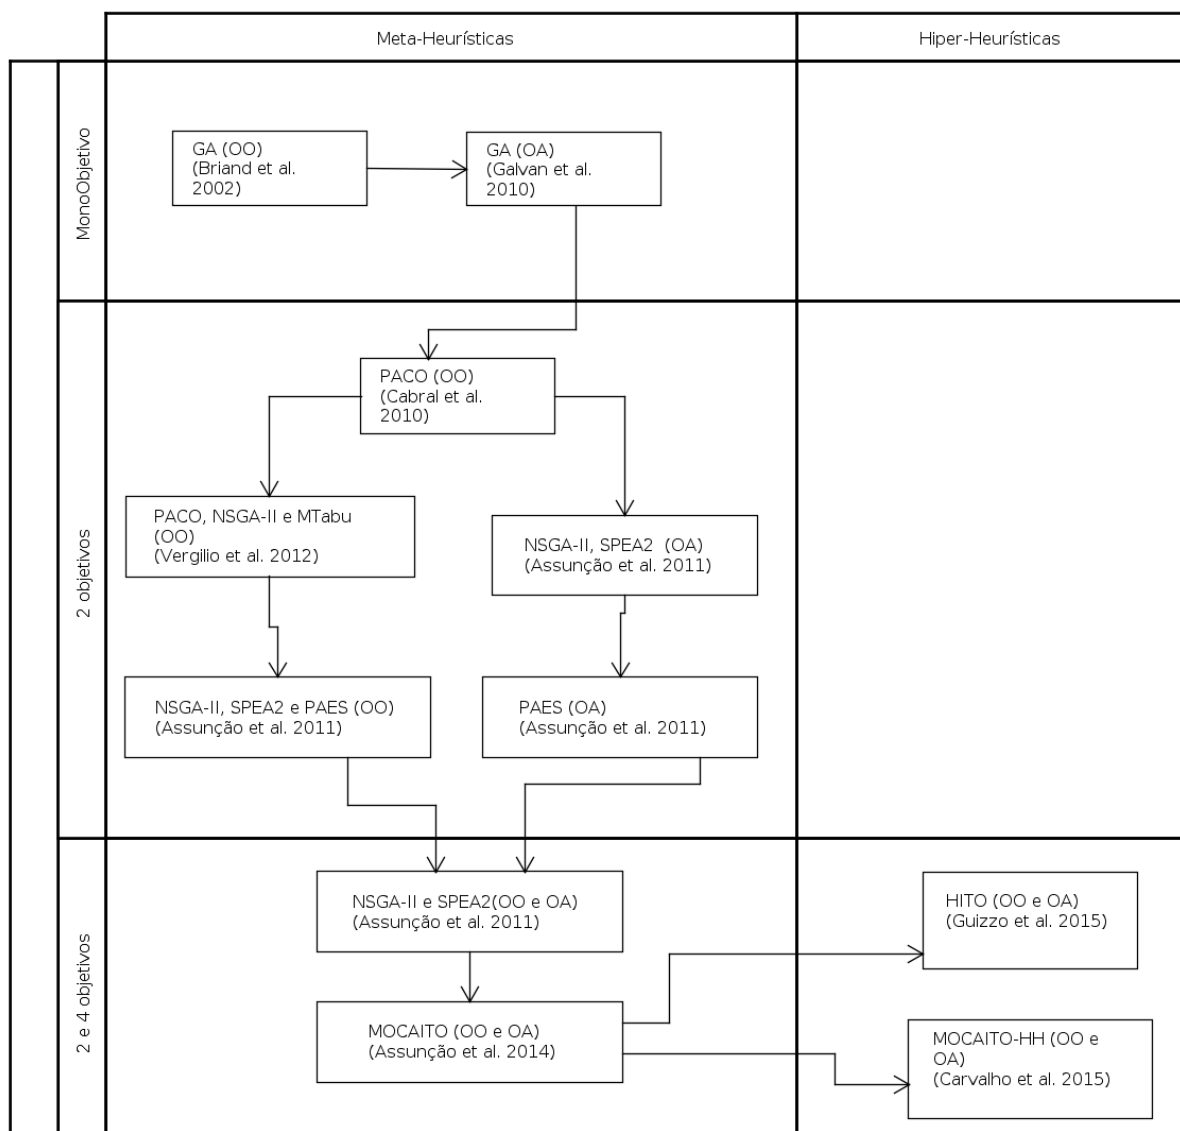 Meta-Heurísticas
Hiper-Heurísticas
MonoObjetivo
GA (OO)
(Briand et al.
2002)
GA (OA)
(Galvan et al.
2010)
2 objetivos
PACO (OO)
(Cabral et al.
2010)
PACO, NSGA-II e MTabu
(OO)
(Vergilio et al. 2012)
NSGA-II, SPEA2 (OA)
(Assunção et al. 2011)
NSGA-II, SPEA2 e PAES (OO)
(Assunção et al. 2011)
PAES (OA)
(Assunção et al. 2011)
2 e 4 objetivos
NSGA-II e SPEA2(OO e OA)
(Assunção et al. 2011)
MOCAITO (OO e OA)
(Assunção et al. 2014)
HITO (OO e OA)
(Guizzo et al. 2015)
MOCAITO-HH (OO e
OA)
(Carvalho et al. 2015)